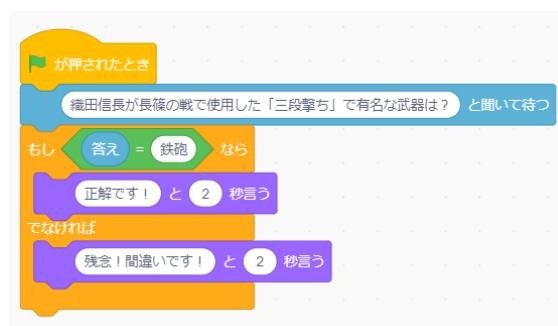 が押されたとき
織田信長が長篠の戦で使用した「三段撃ち」で有名な武器は? と聞いて待つ
もし 答え = 鉄砲 なら
正解です! と 2 秒言う
でなければ
残念!間違いです! と 2 秒言う